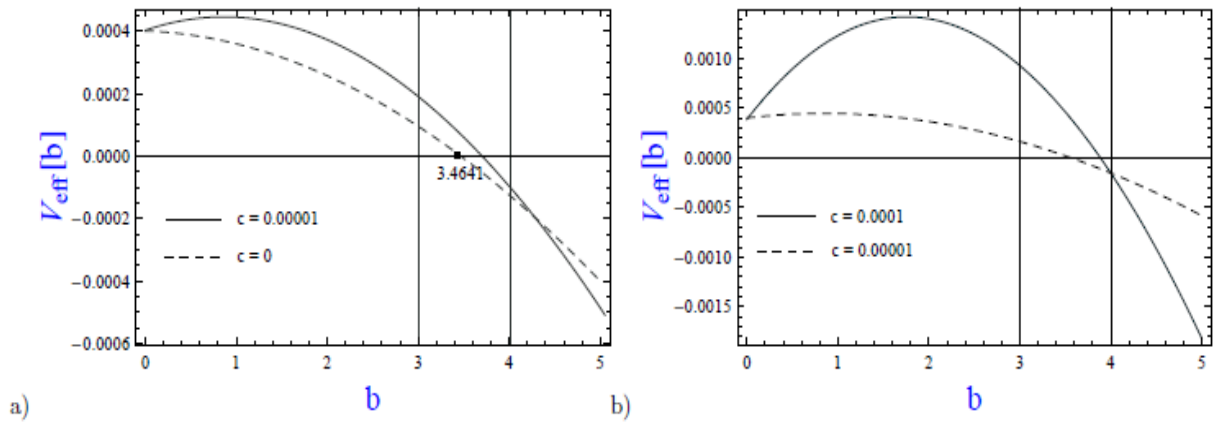 0.0004
0.0002
0.0000
−0.0002
−0.0004
−0.0006
V_eff[b]
3.4641
c = 0.00001
c = 0
0 1 2 3 4 5
b
a)
0.0010
0.0005
0.0000
−0.0005
−0.0010
−0.0015
V_eff[b]
c = 0.0001
c = 0.00001
0 1 2 3 4 5
b
b)